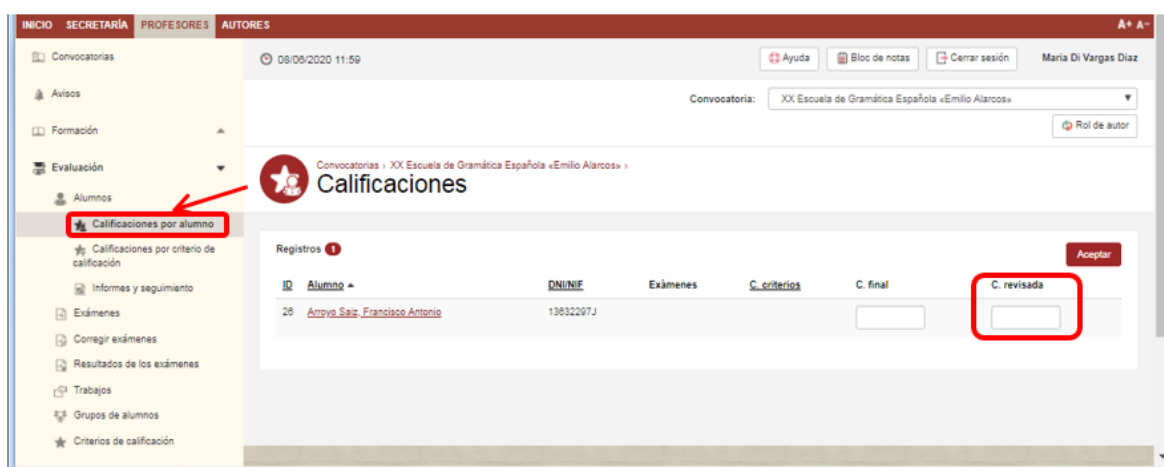 INICIO SECRETARÍA PROFESORES AUTORES A+ A-
Convocatorias
Avisos
Formación
Evaluación
Alumnos
Calificaciones por alumno
Calificaciones por criterio de
calificación
Informes y seguimiento
Exámenes
Corregir exámenes
Resultados de los exámenes
Trabajos
Grupos de alumnos
Criterios de calificación
08/06/2020 11:59 Ayuda Bloc de notas Cerrar sesión Maria Di Vargas Diaz
Convocatoria: XX Escuela de Gramática Española «Emilio Alarcos»
Rol de autor
Convocatorias › XX Escuela de Gramática Española «Emilio Alarcos» ›
Calificaciones
Registros 1
Aceptar
ID Alumno DNI/NIF Exámenes C. criterios C. final C. revisada
26 Arroyo Saiz, Francisco Antonio 13632297J